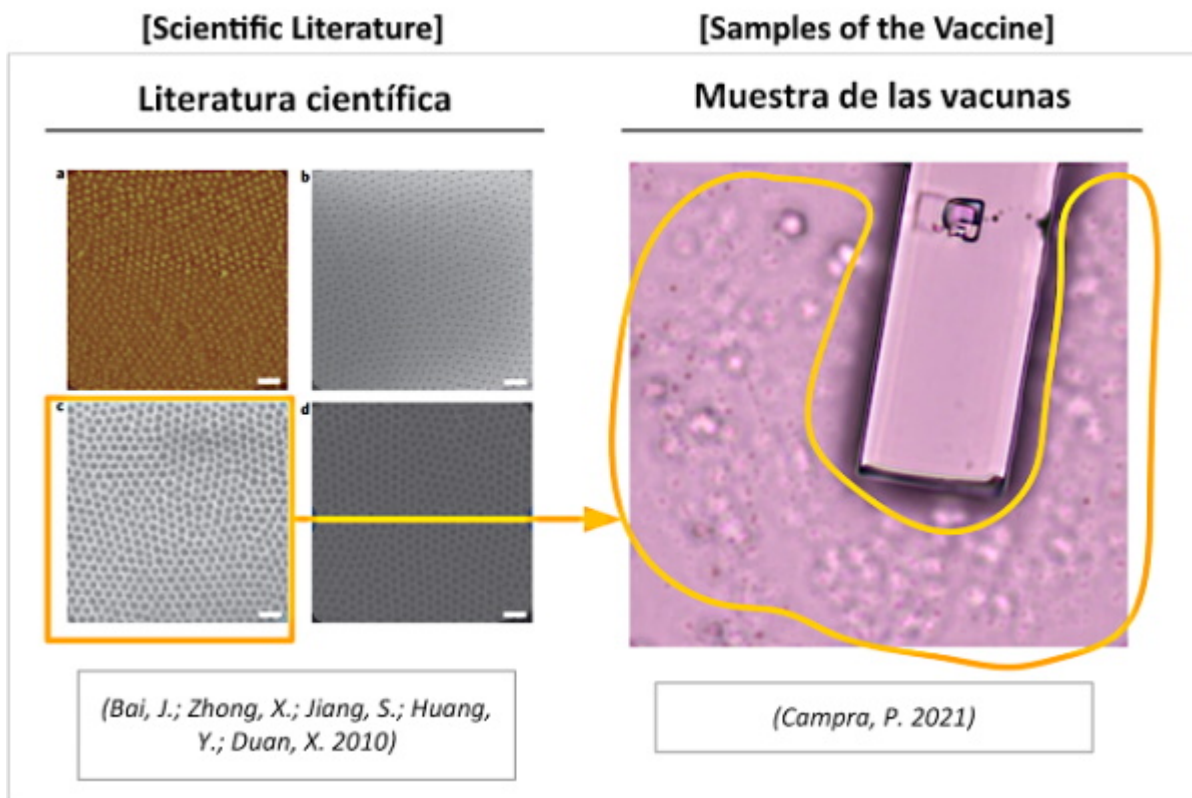 [Scientific Literature]
[Samples of the Vaccine]
Literatura científica
Muestra de las vacunas
a
b
c
d
(Bai, J.; Zhong, X.; Jiang, S.; Huang,
Y.; Duan, X. 2010)
(Campra, P. 2021)